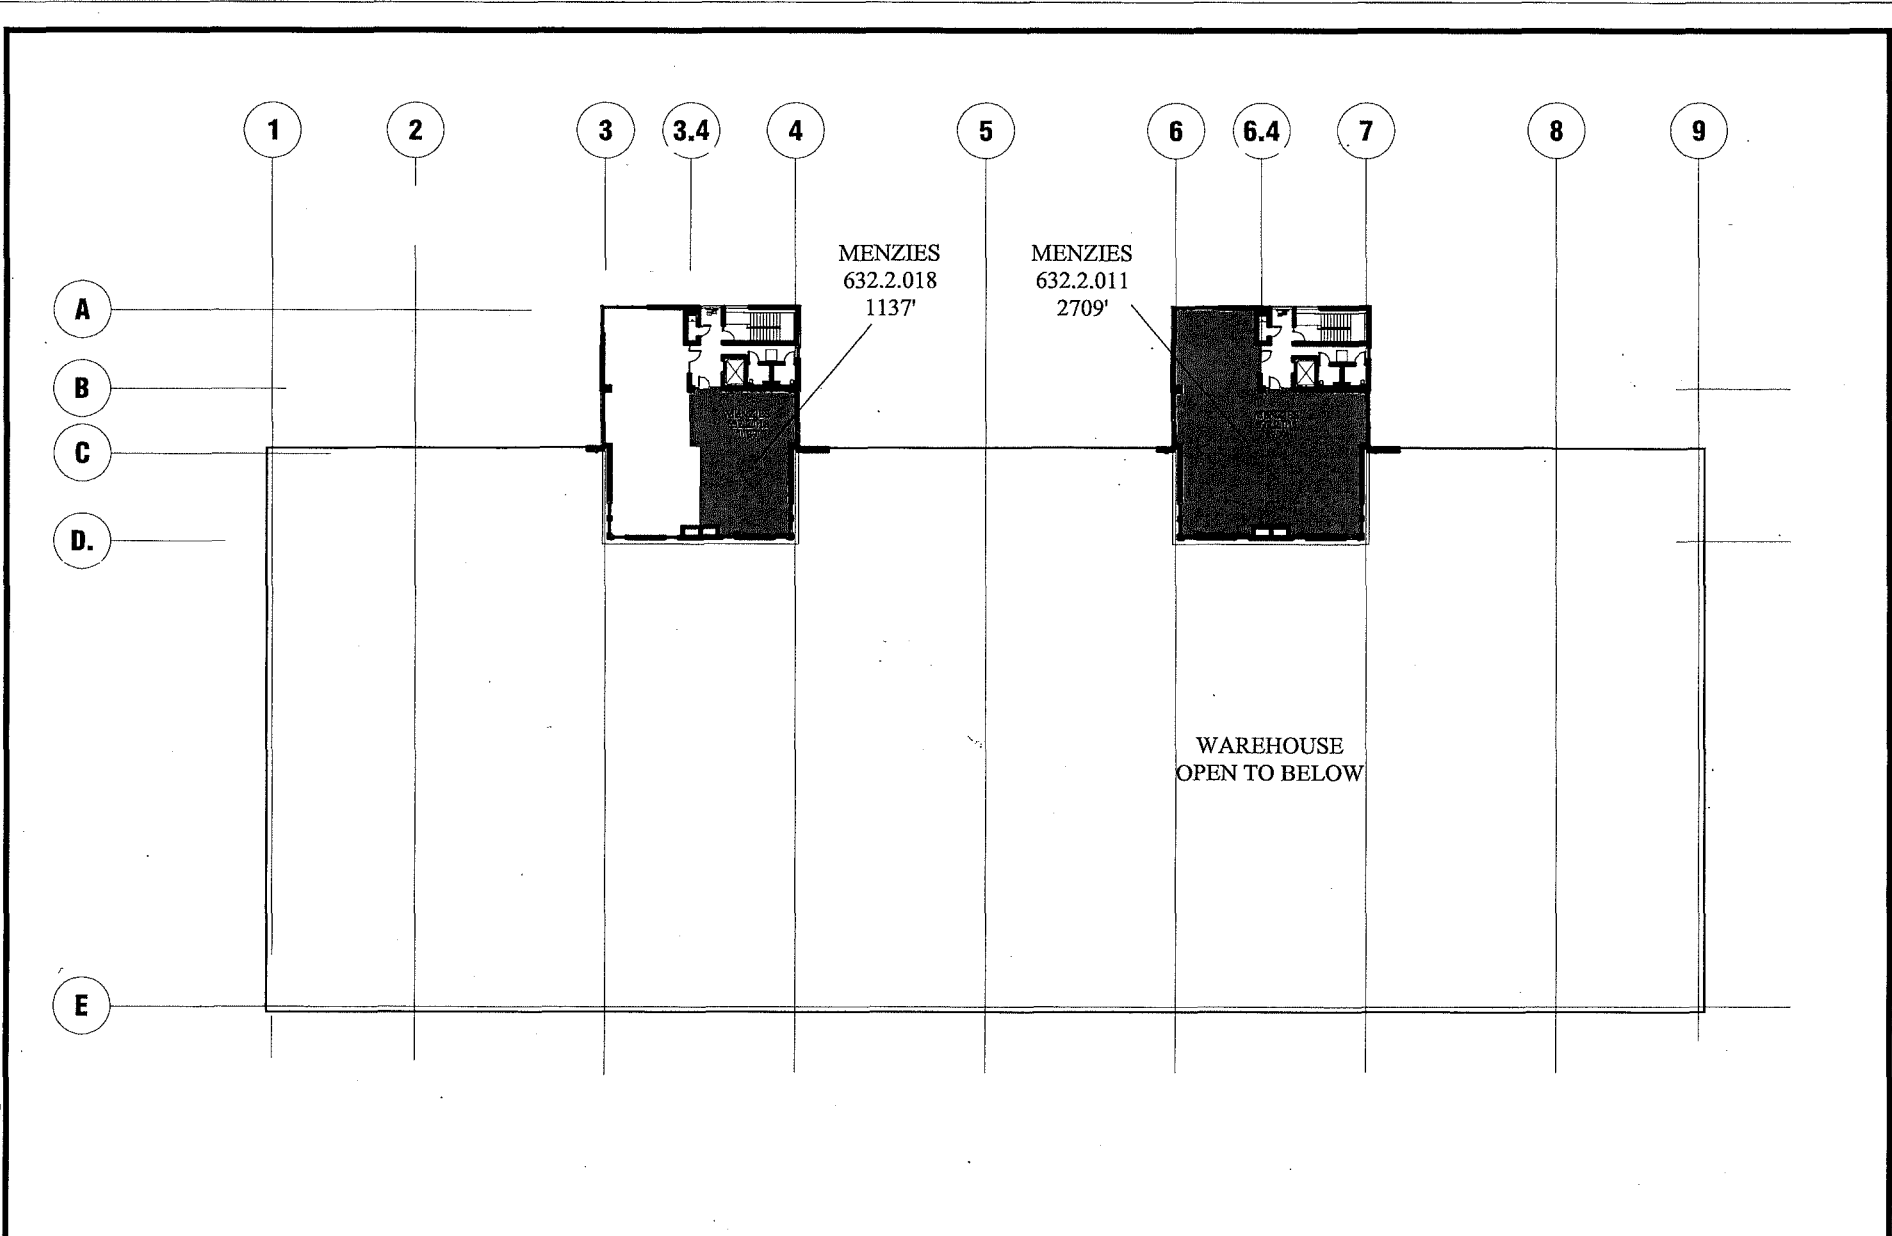 1 2 3 3.4 4 5 6 6.4 7 8 9
MENZIES
632.2.018
1137'
MENZIES
632.2.011
2709'
A
B
C
D.
E
WAREHOUSE
OPEN TO BELOW